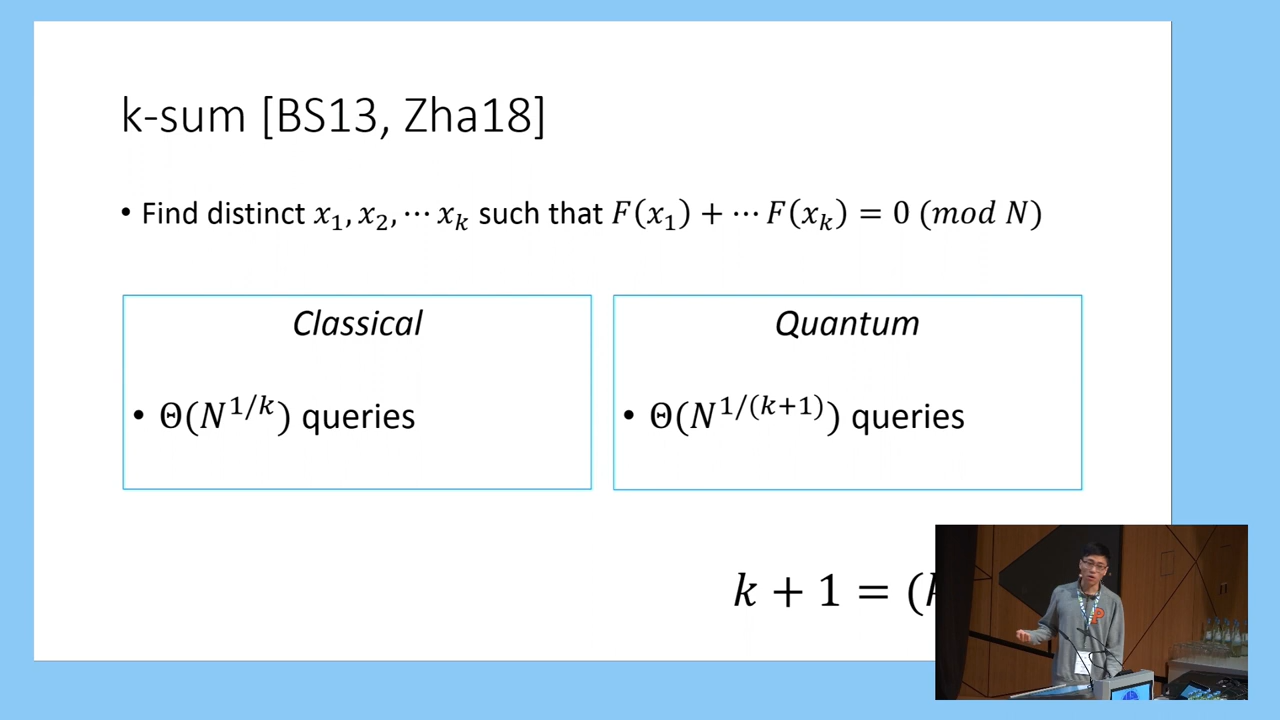 k-sum [BS13, Zha18]
• Find distinct x₁, x₂, ⋯ xₖ such that F(x₁) + ⋯ F(xₖ) = 0 (mod N)
Classical
• Θ(N^{1/k}) queries
Quantum
• Θ(N^{1/(k+1)}) queries
k + 1 = (
P